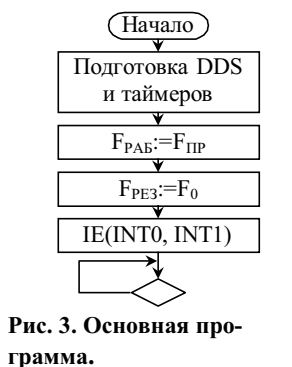 Начало
Подготовка DDS
и таймеров
FРАБ:=FПР
FРЕЗ:=F0
IE(INT0, INT1)
Рис. 3. Основная про-
грамма.